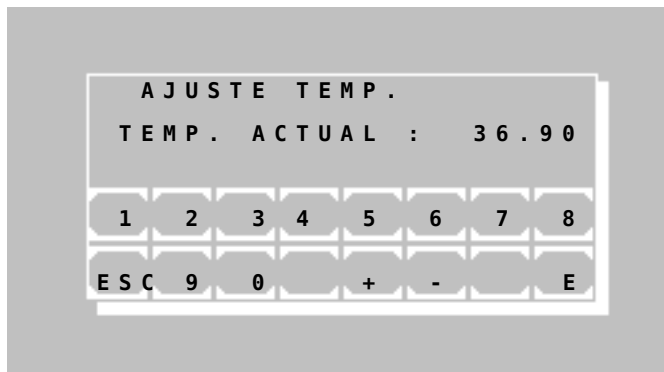 AJUSTE TEMP.
TEMP. ACTUAL : 36.90
1 2 3 4 5 6 7 8
ESC 9 0 + - E